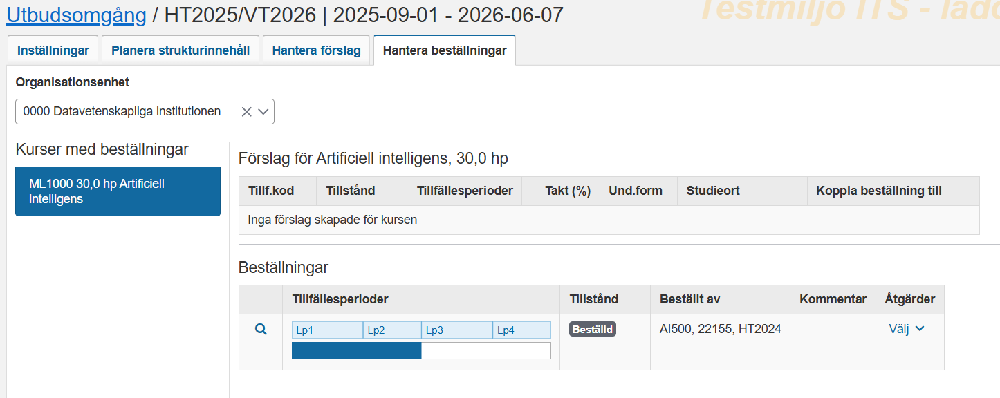 Testmiljö ITS - lado
Utbudsomgång / HT2025/VT2026 | 2025-09-01 - 2026-06-07
Inställningar Planera strukturinnehåll Hantera förslag Hantera beställningar
Organisationsenhet
0000 Datavetenskapliga institutionen
Kurser med beställningar
ML1000 30,0 hp Artificiell
intelligens
Förslag för Artificiell intelligens, 30,0 hp
Tillf.kod Tillstånd Tillfällesperioder Takt (%) Und.form Studieort Koppla beställning till
Inga förslag skapade för kursen
Beställningar
Tillfällesperioder Tillstånd Beställt av Kommentar Åtgärder
Lp1 Lp2 Lp3 Lp4 Beställd AI500, 22155, HT2024 Välj